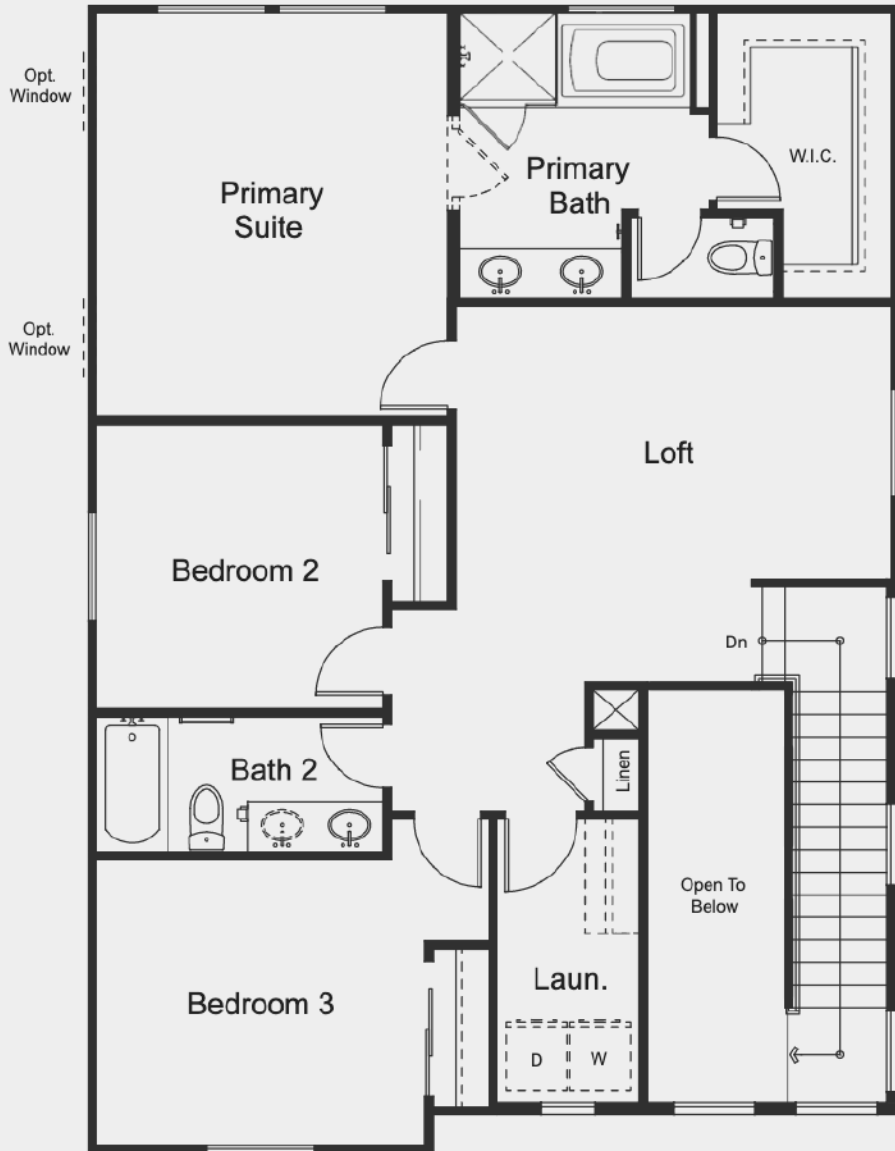 Opt.
Window
Primary
Suite
Primary
Bath
W.I.C.
Opt.
Window
Loft
Bedroom 2
Dn
Bath 2
Linen
Open To
Below
Laun.
Bedroom 3
D
W